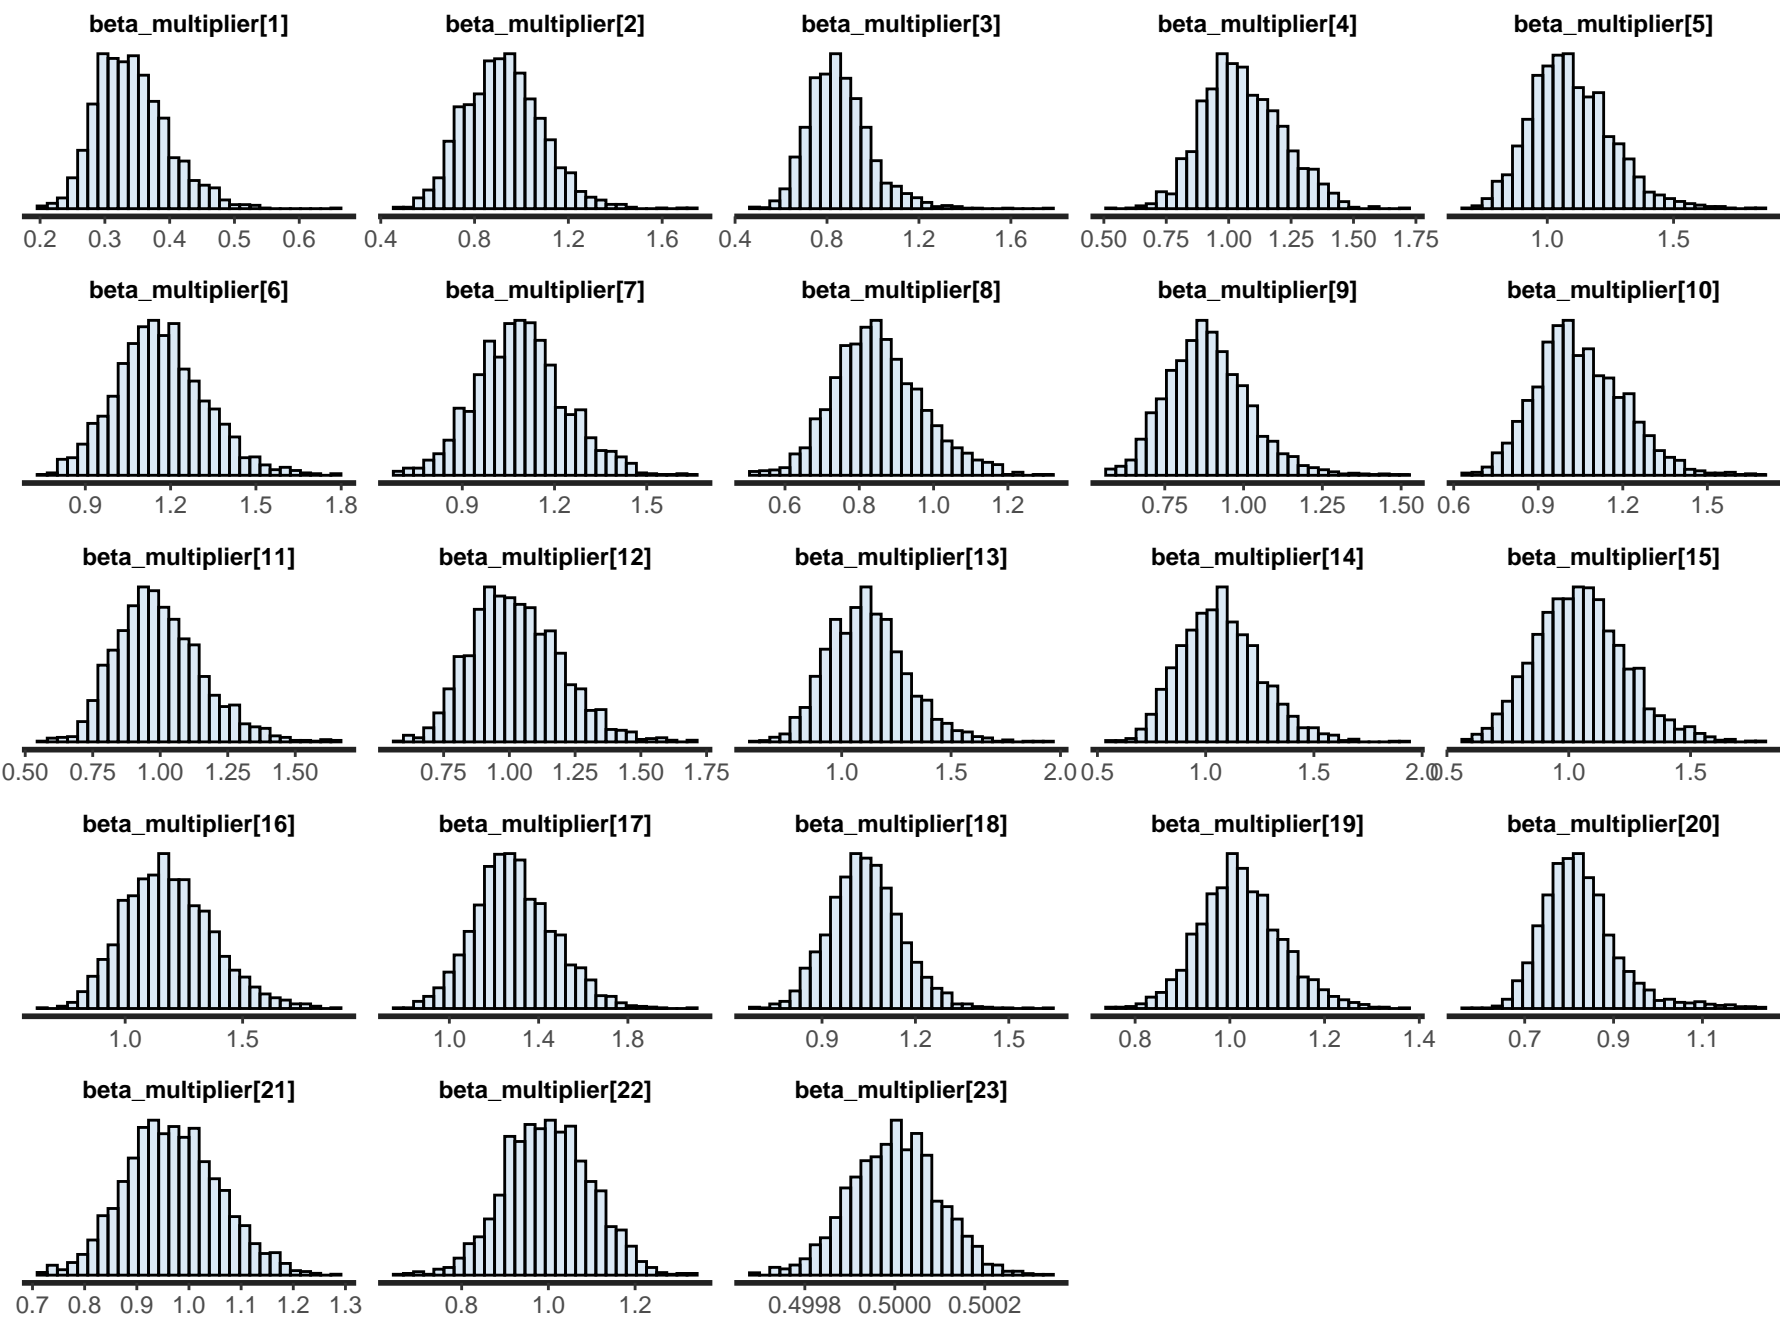 beta_multiplier[1] beta_multiplier[2] beta_multiplier[3] beta_multiplier[4] beta_multiplier[5]
0.2 0.3 0.4 0.5 0.6 0.4 0.8 1.2 1.6 0.4 0.8 1.2 1.6 0.50 0.75 1.00 1.25 1.50 1.75 1.0 1.5
beta_multiplier[6] beta_multiplier[7] beta_multiplier[8] beta_multiplier[9] beta_multiplier[10]
0.9 1.2 1.5 1.8 0.9 1.2 1.5 0.6 0.8 1.0 1.2 0.75 1.00 1.25 1.50 0.6 0.9 1.2 1.5
beta_multiplier[11] beta_multiplier[12] beta_multiplier[13] beta_multiplier[14] beta_multiplier[15]
0.50 0.75 1.00 1.25 1.50 0.75 1.00 1.25 1.50 1.75 1.0 1.5 2.0 0.5 1.0 1.5 2.0 0.5 1.0 1.5
beta_multiplier[16] beta_multiplier[17] beta_multiplier[18] beta_multiplier[19] beta_multiplier[20]
1.0 1.5 1.0 1.4 1.8 0.9 1.2 1.5 0.8 1.0 1.2 1.4 0.7 0.9 1.1
beta_multiplier[21] beta_multiplier[22] beta_multiplier[23]
0.7 0.8 0.9 1.0 1.1 1.2 1.3 0.8 1.0 1.2 0.4998 0.5000 0.5002